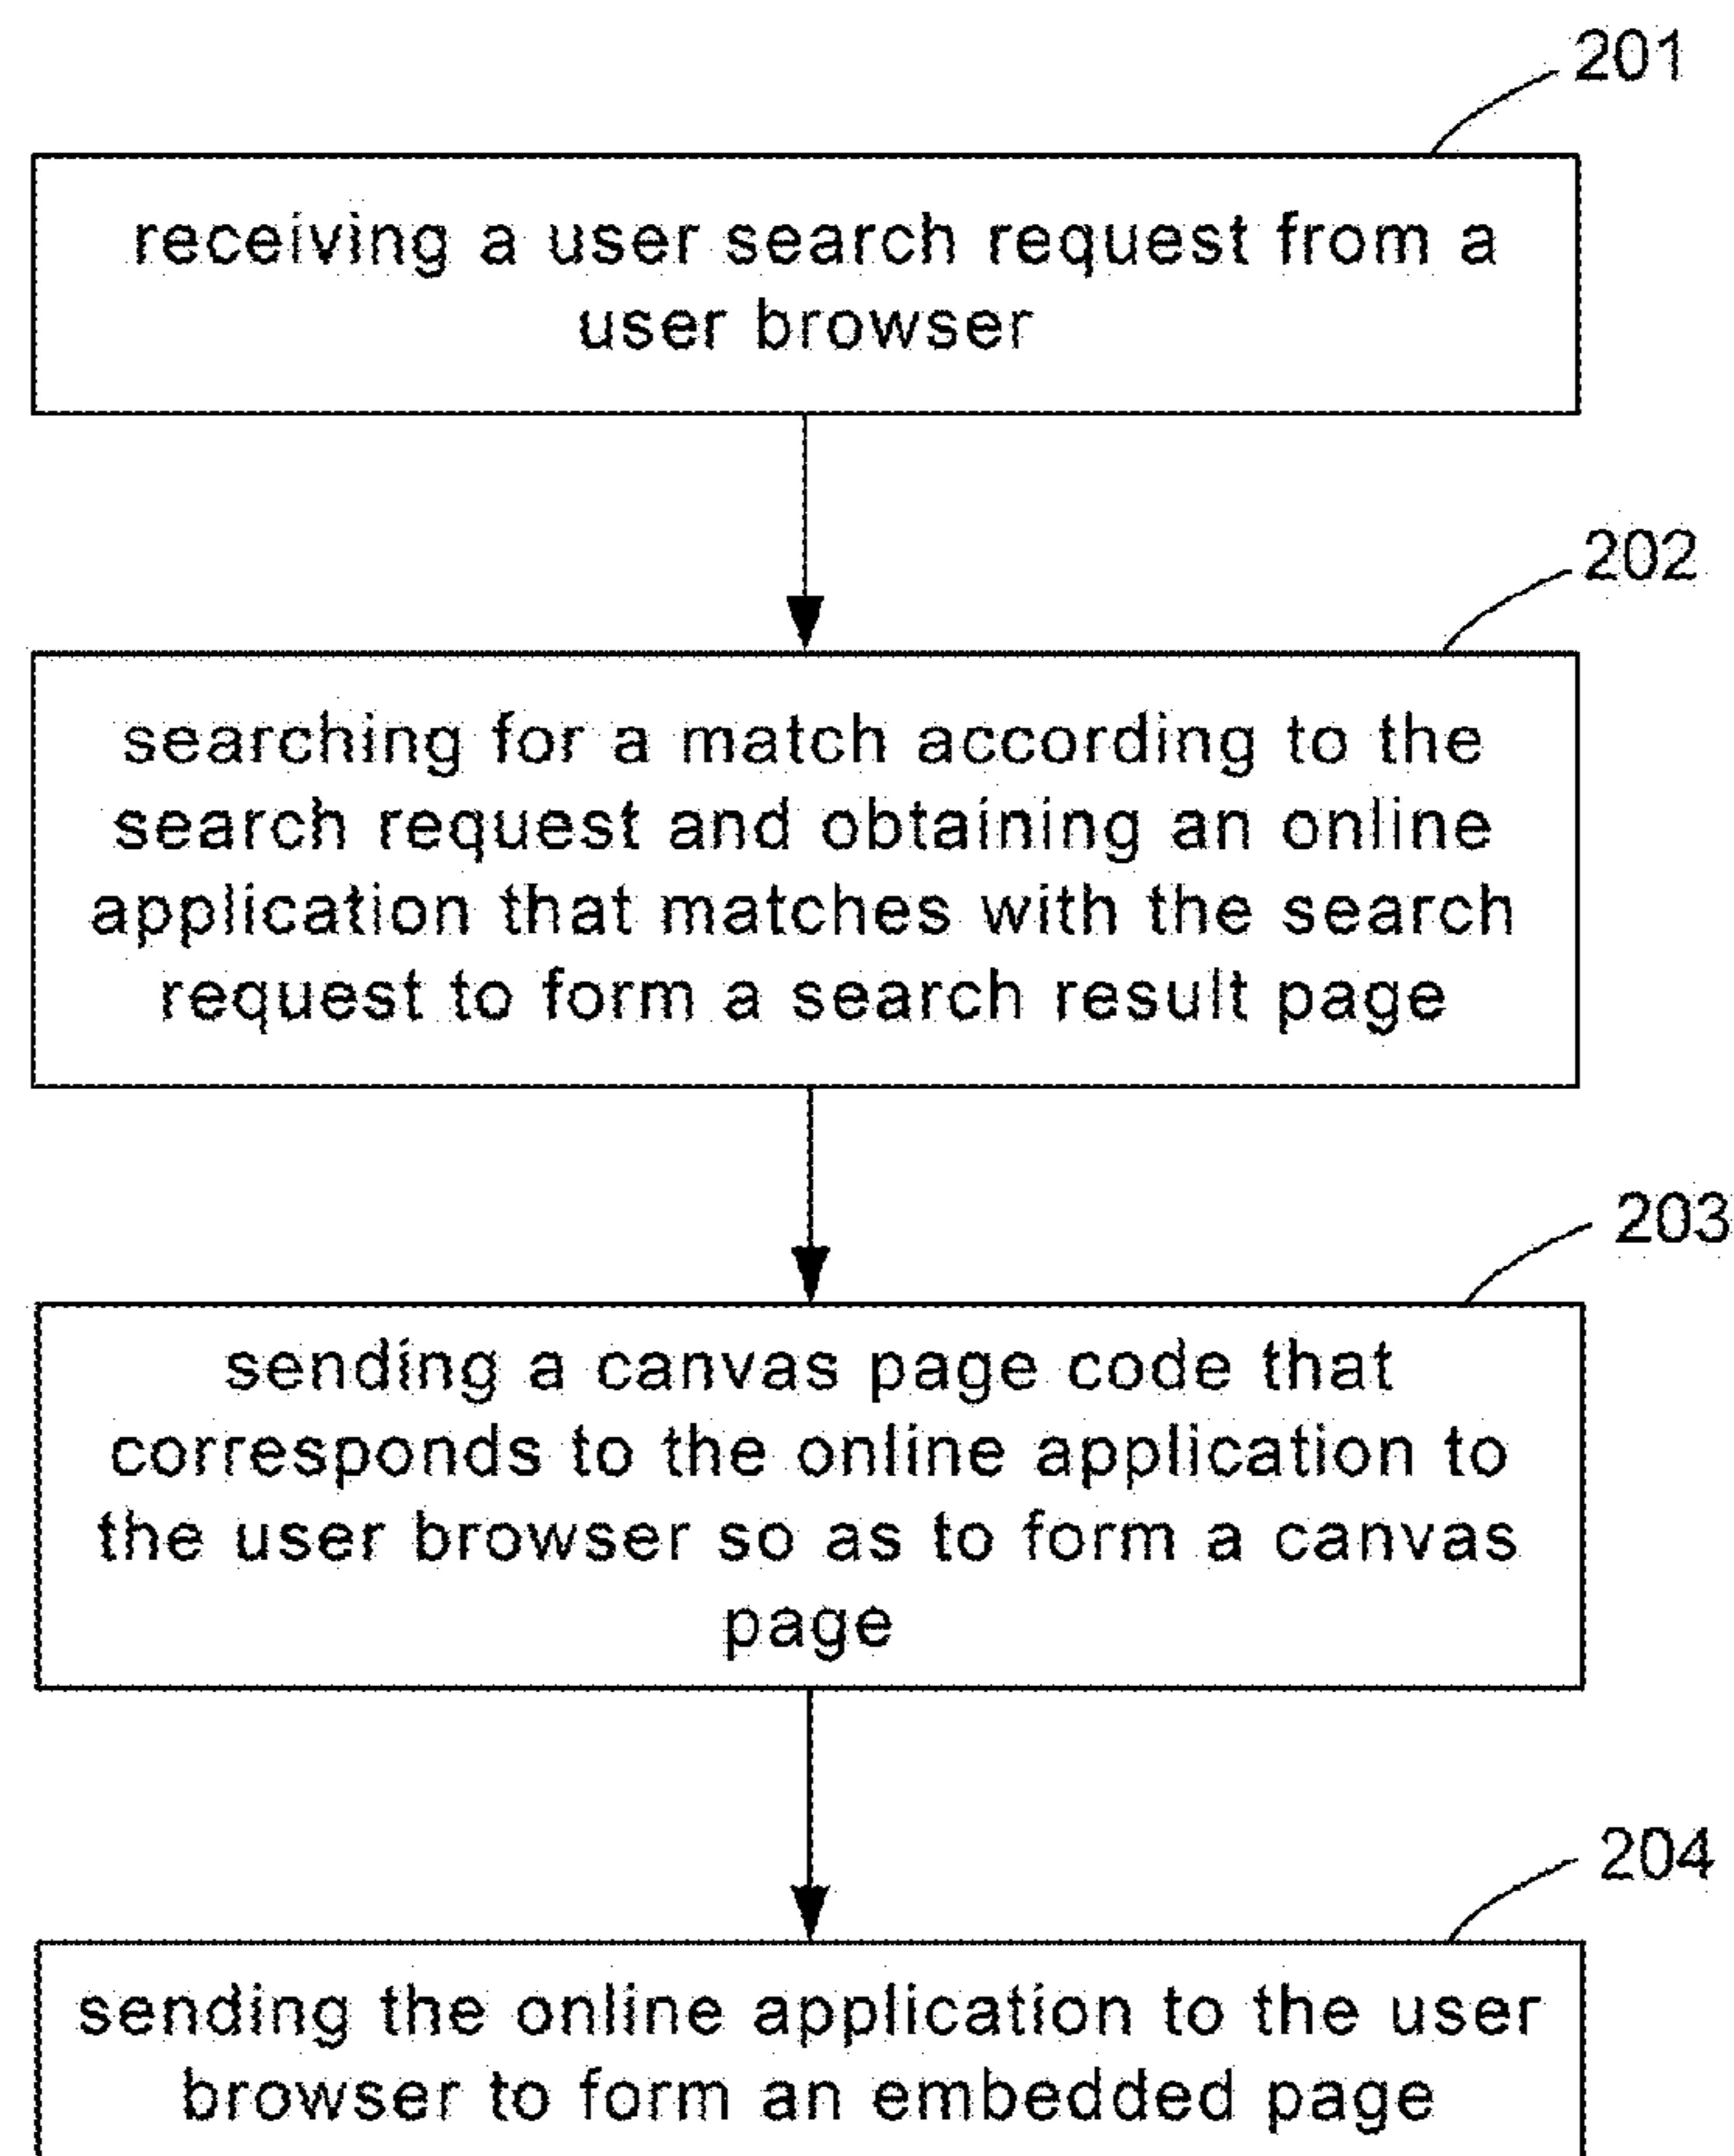 201
receiving a user search request from a
user browser
202
searching for a match according to the
search request and obtaining an online
application that matches with the search
request to form a search result page
203
sending a canvas page code that
corresponds to the online application to
the user browser so as to form a canvas
page
204
sending the online application to the user
browser to form an embedded page